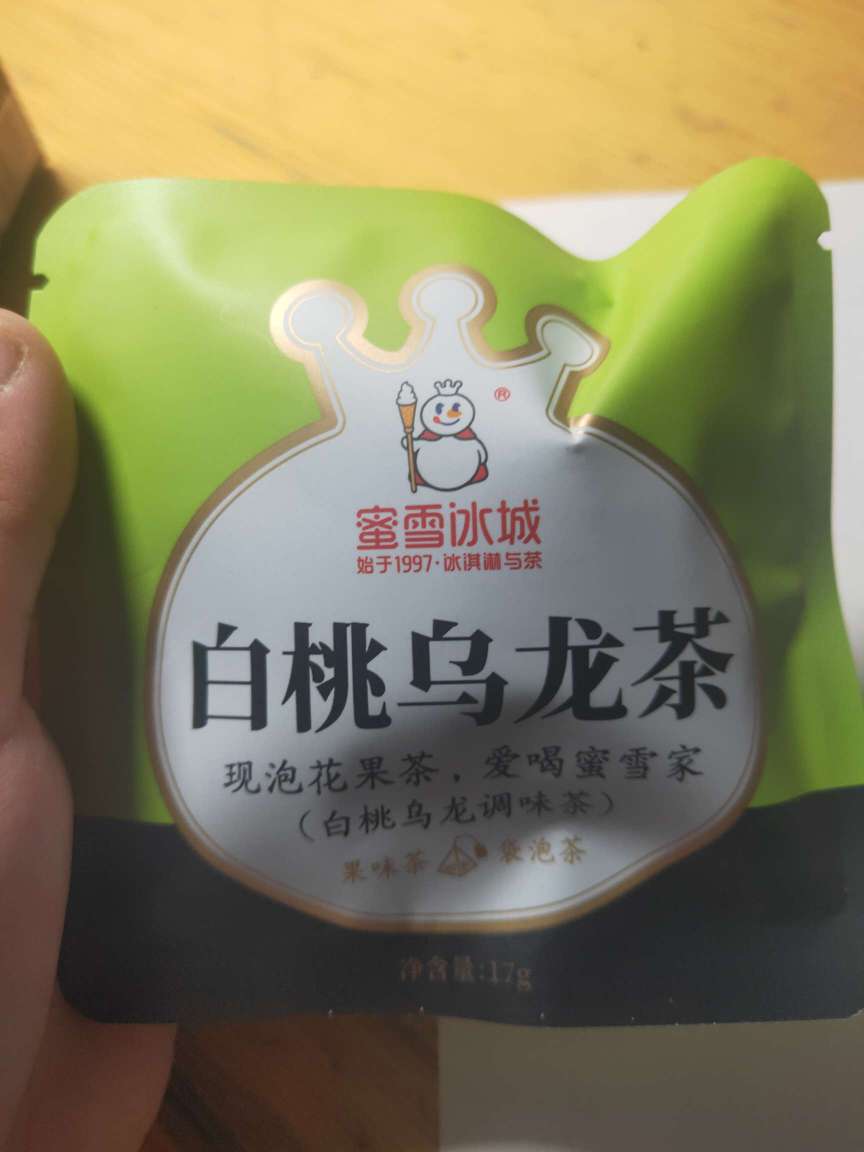 ®
蜜雪冰城
始于1997·冰淇淋与茶
白桃乌龙茶
现泡花果茶，爱喝蜜雪家
（白桃乌龙调味茶）
果味茶 袋泡茶
净含量:17g